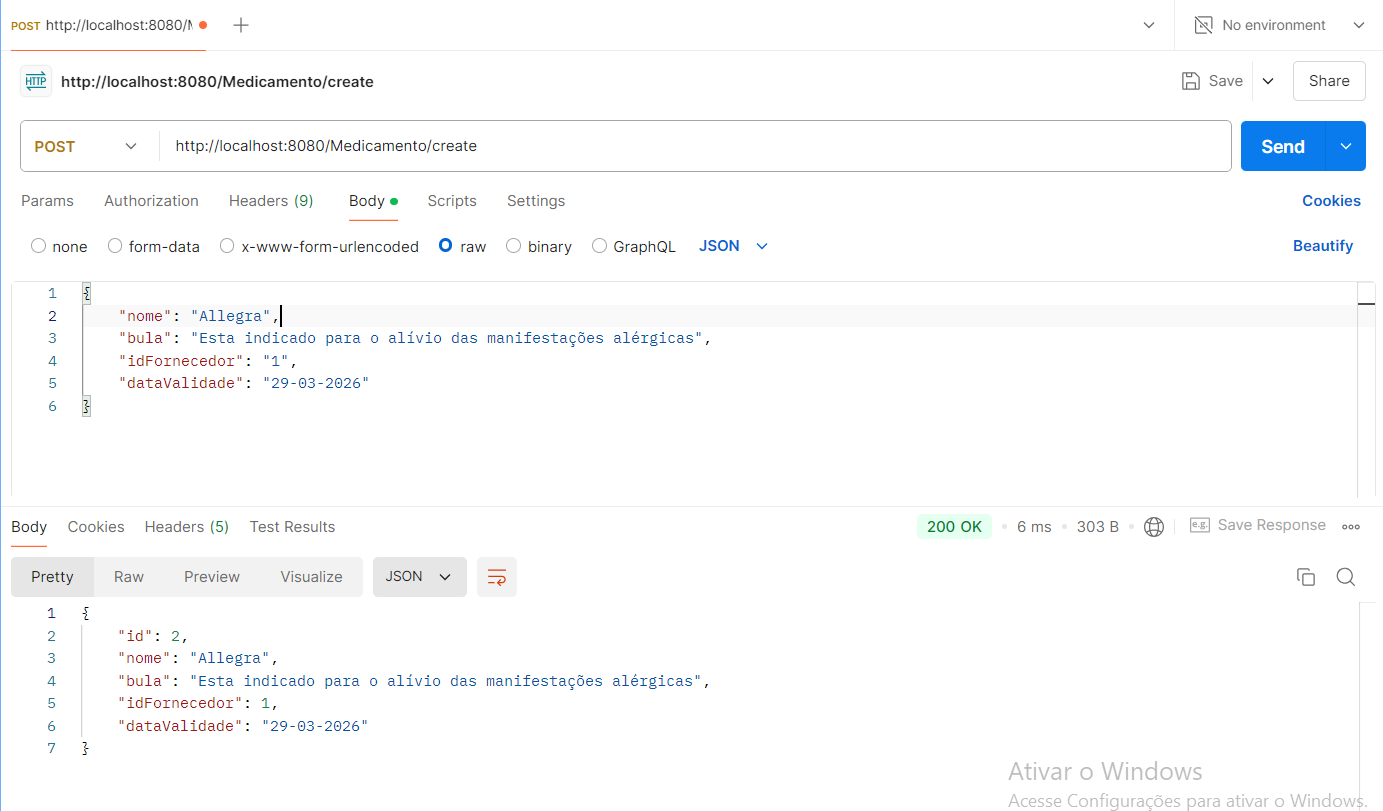 POST http://localhost:8080/M
No environment
HTTP http://localhost:8080/Medicamento/create
Save
Share
POST
http://localhost:8080/Medicamento/create
Send
Params Authorization Headers (9) Body Scripts Settings Cookies
none form-data x-www-form-urlencoded raw binary GraphQL JSON Beautify
1 {
2 "nome": "Allegra",
3 "bula": "Esta indicado para o alívio das manifestações alérgicas",
4 "idFornecedor": "1",
5 "dataValidade": "29-03-2026"
6 }
Body Cookies Headers (5) Test Results 200 OK 6 ms 303 B e.g. Save Response
Pretty Raw Preview Visualize JSON
1 {
2 "id": 2,
3 "nome": "Allegra",
4 "bula": "Esta indicado para o alívio das manifestações alérgicas",
5 "idFornecedor": 1,
6 "dataValidade": "29-03-2026"
7 }
Ativar o Windows
Acesse Configurações para ativar o Windows.